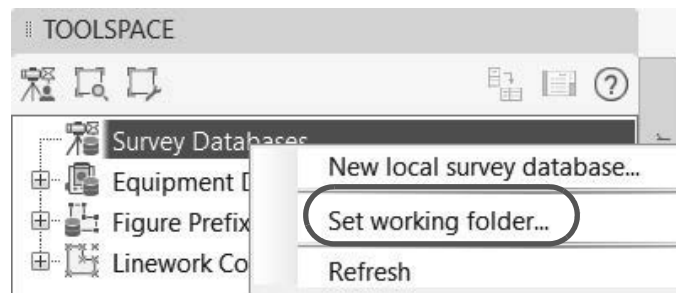 TOOLSPACE
Survey Databases
New local survey database...
Equipment D
Set working folder...
Figure Prefix
Linework Co
Refresh